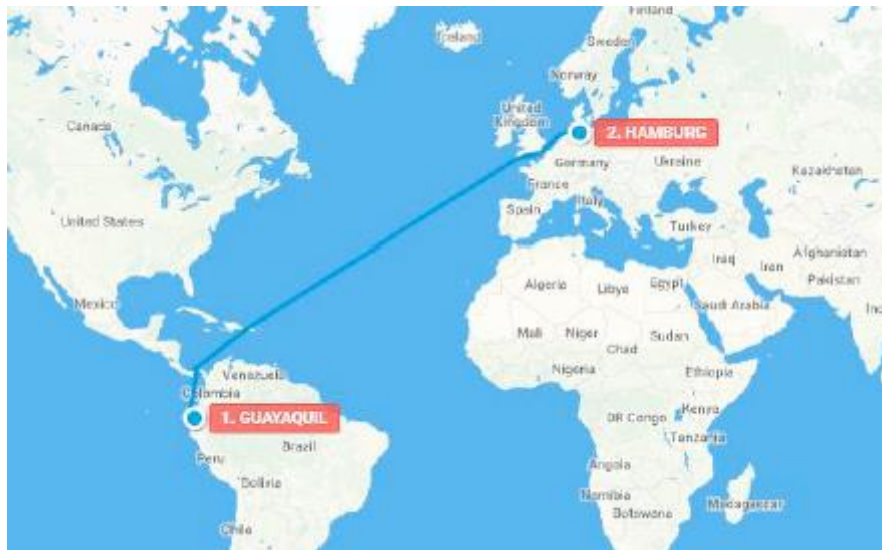 Finland
Iceland
Sweden
Norway
United
Kingdom
2. HAMBURG
Canada
Germany
Ukraine
Kazakhstan
France
Italy
Spain
United States
Turkey
Afghanistan
Iraq
Iran
Pakistan
Algeria
Libya
Egypt
Mexico
Saudi Arabia
Ind
Mali
Niger
Sudan
Chad
Nigeria
Ethiopia
Venezuela
Colombia
1. GUAYAQUIL
Kenya
DR Congo
Tanzania
Brazil
Peru
Angola
Bolivia
Namibia
Madagascar
Botswana
Chile